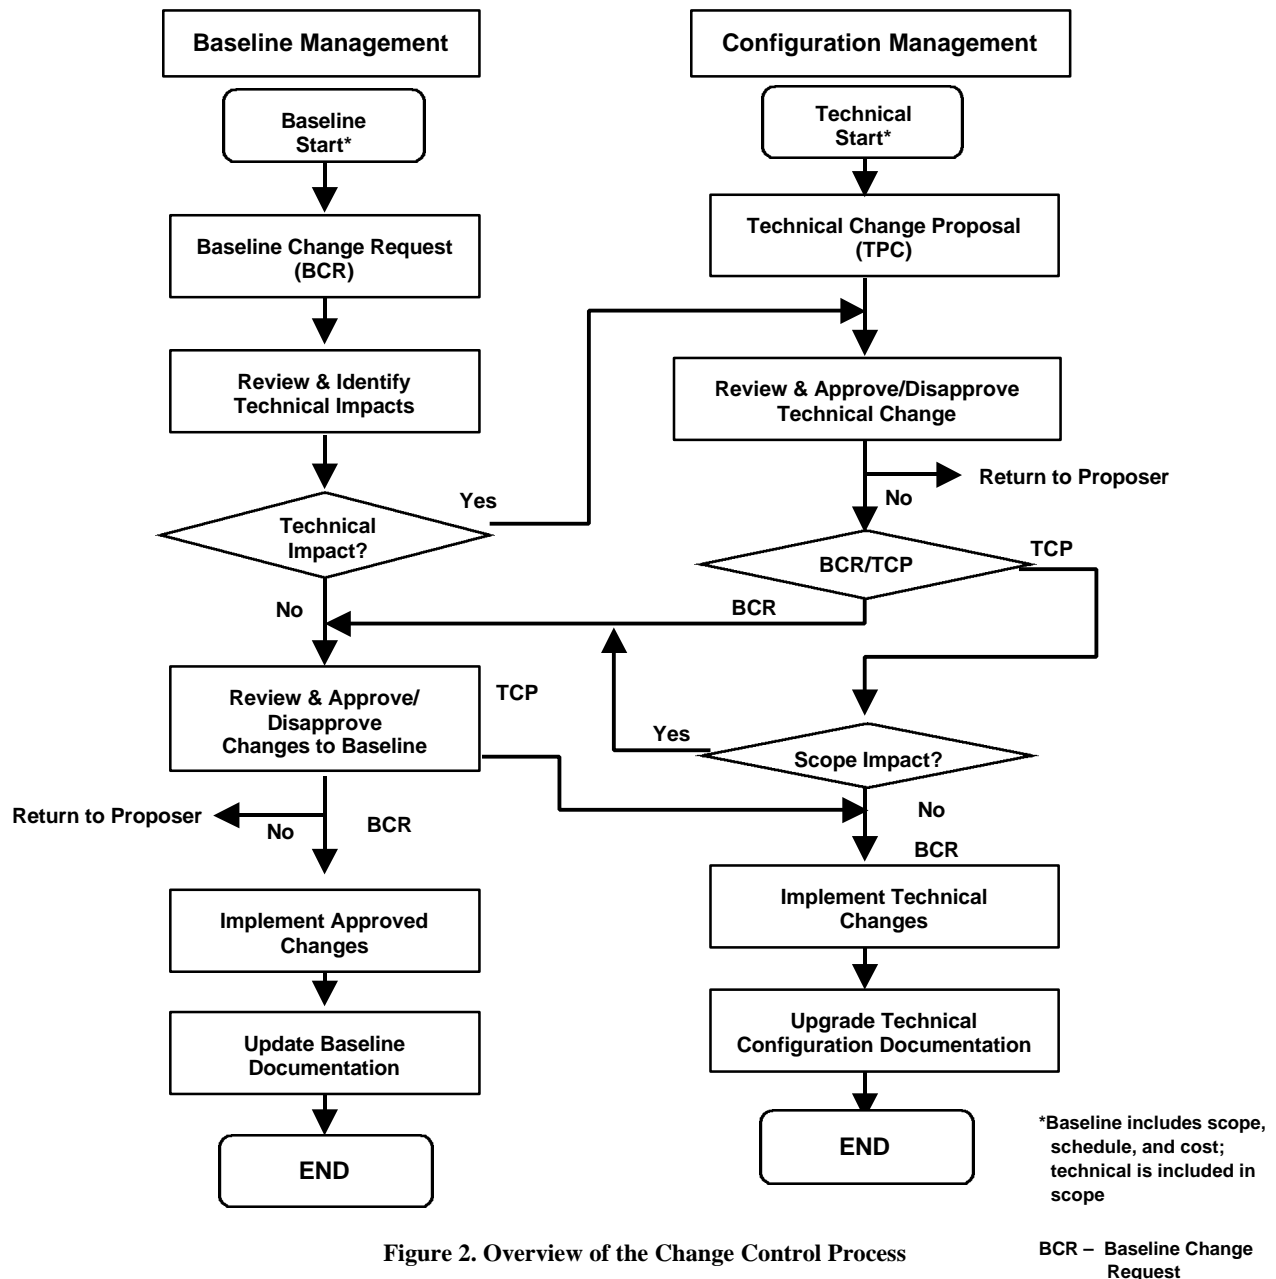 Baseline Management
Configuration Management
Baseline
Start*
Technical
Start*
Baseline Change Request
(BCR)
Technical Change Proposal
(TPC)
Review & Identify
Technical Impacts
Review & Approve/Disapprove
Technical Change
Return to Proposer
No
Yes
Technical
Impact?
BCR/TCP
TCP
No
BCR
Review & Approve/
Disapprove
Changes to Baseline
TCP
Yes
Scope Impact?
Return to Proposer
No
BCR
No
BCR
Implement Approved
Changes
Implement Technical
Changes
Update Baseline
Documentation
Upgrade Technical
Configuration Documentation
END
END
*Baseline includes scope,
schedule, and cost;
technical is included in
scope
BCR – Baseline Change
Request
Figure 2. Overview of the Change Control Process